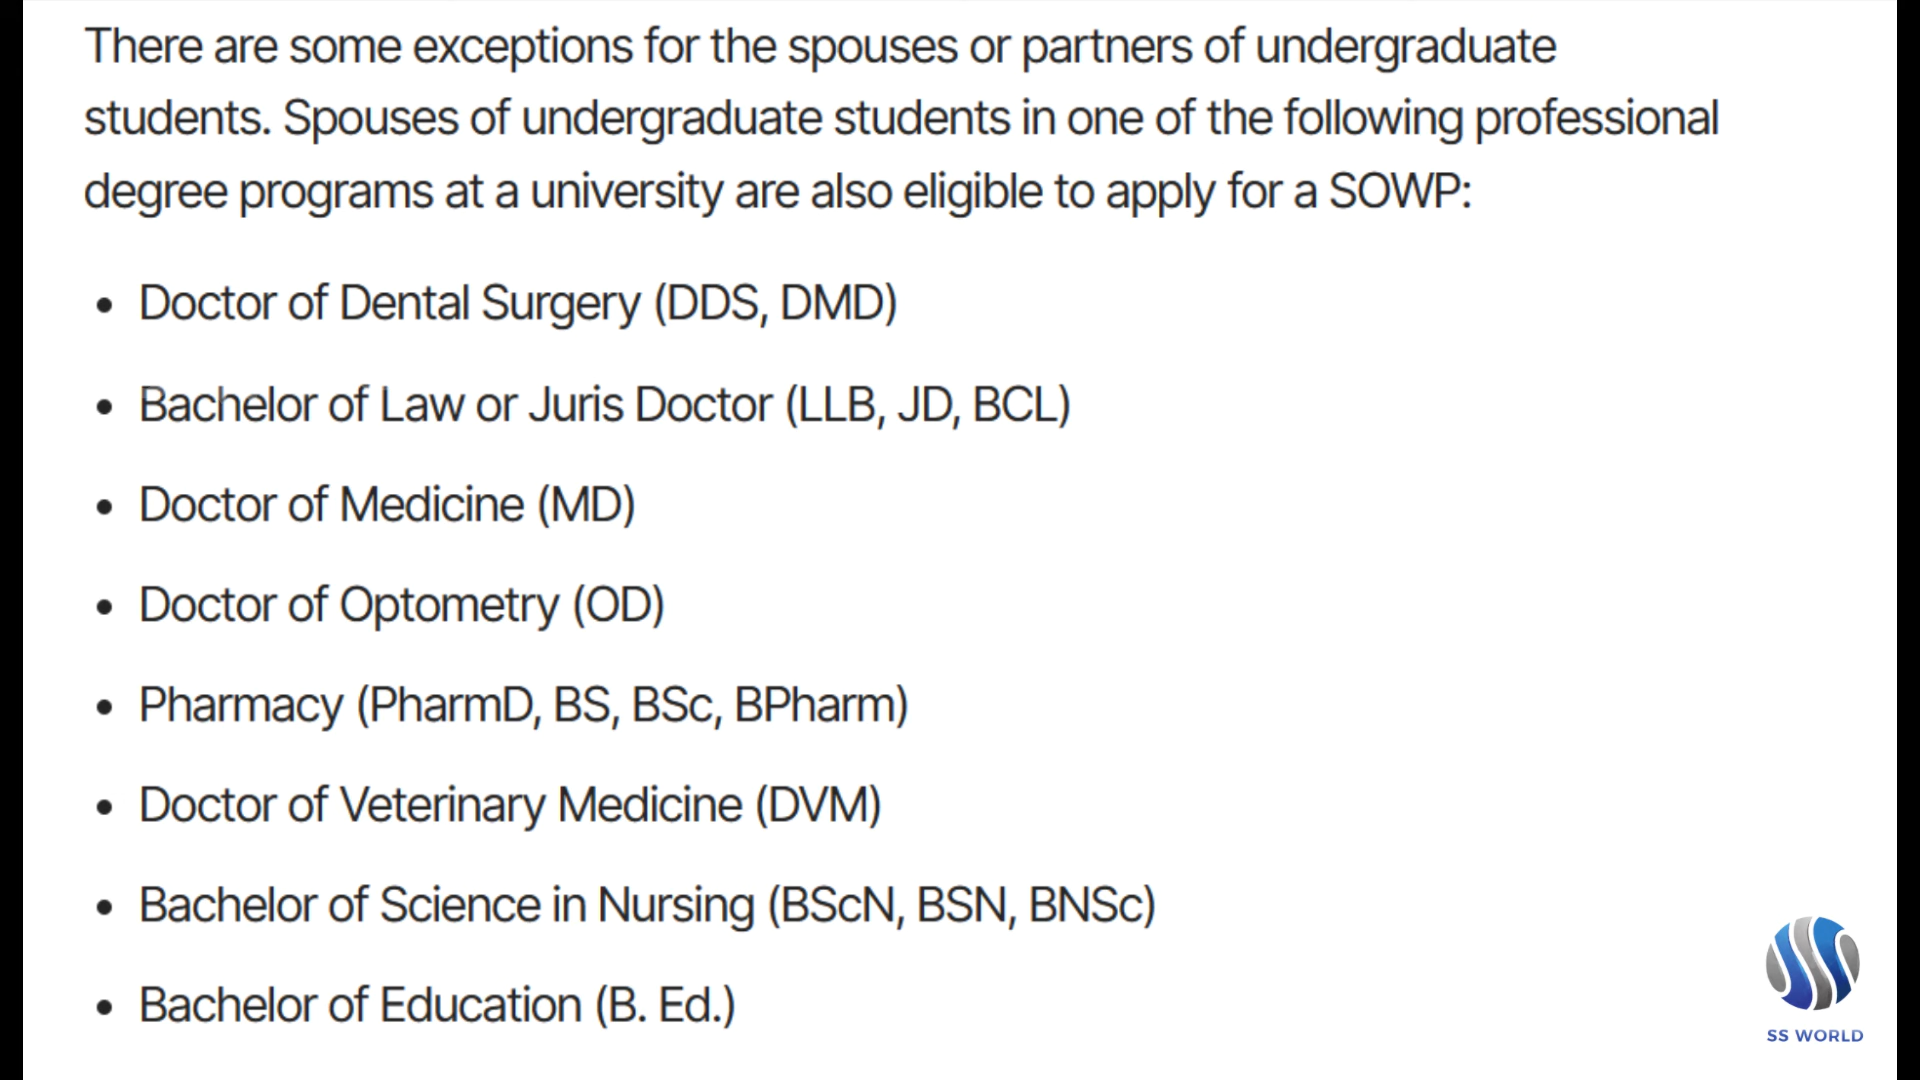 There are some exceptions for the spouses or partners of undergraduate
students. Spouses of undergraduate students in one of the following professional
degree programs at a university are also eligible to apply for a SOWP:
• Doctor of Dental Surgery (DDS, DMD)
• Bachelor of Law or Juris Doctor (LLB, JD, BCL)
• Doctor of Medicine (MD)
• Doctor of Optometry (OD)
• Pharmacy (PharmD, BS, BSc, BPharm)
• Doctor of Veterinary Medicine (DVM)
• Bachelor of Science in Nursing (BScN, BSN, BNSc)
• Bachelor of Education (B. Ed.)
SS WORLD